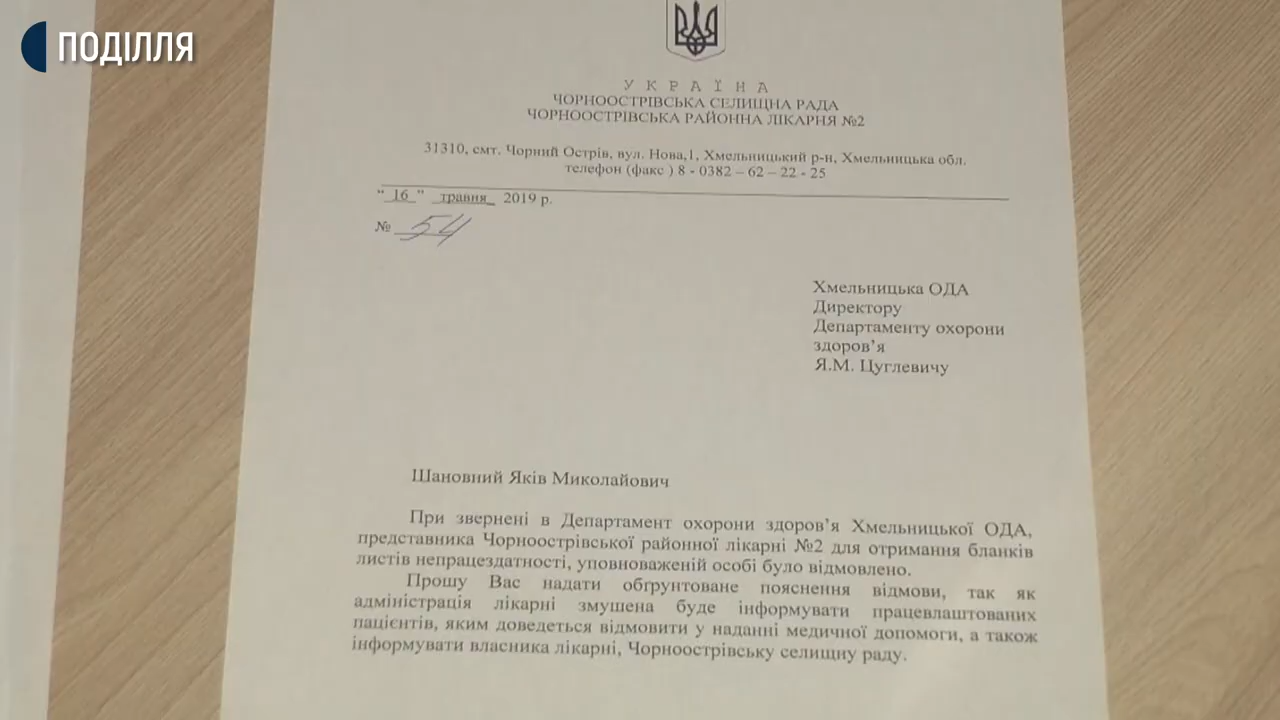 ПОДІЛЛЯ
УКРАЇНА
ЧОРНООСТРІВСЬКА СЕЛИЩНА РАДА
ЧОРНООСТРІВСЬКА РАЙОННА ЛІКАРНЯ №2
31310, смт. Чорний Острів, вул. Нова,1, Хмельницький р-н, Хмельницька обл.
телефон (факс ) 8 - 0382 – 62 – 22 - 25
“_16_” _травня_ 2019 р.
№ 54
Хмельницька ОДА
Директору
Департаменту охорони
здоров’я
Я.М. Цуглевичу
Шановний Яків Миколайович
При звернені в Департамент охорони здоров’я Хмельницької ОДА,
представника Чорноострівської районної лікарні №2 для отримання бланків
листів непрацездатності, уповноваженій особі було відмовлено.
Прошу Вас надати обґрунтоване пояснення відмови, так як
адміністрація лікарні змушена буде інформувати працевлаштованих
пацієнтів, яким доведеться відмовити у наданні медичної допомоги, а також
інформувати власника лікарні, Чорноострівську селищну раду.